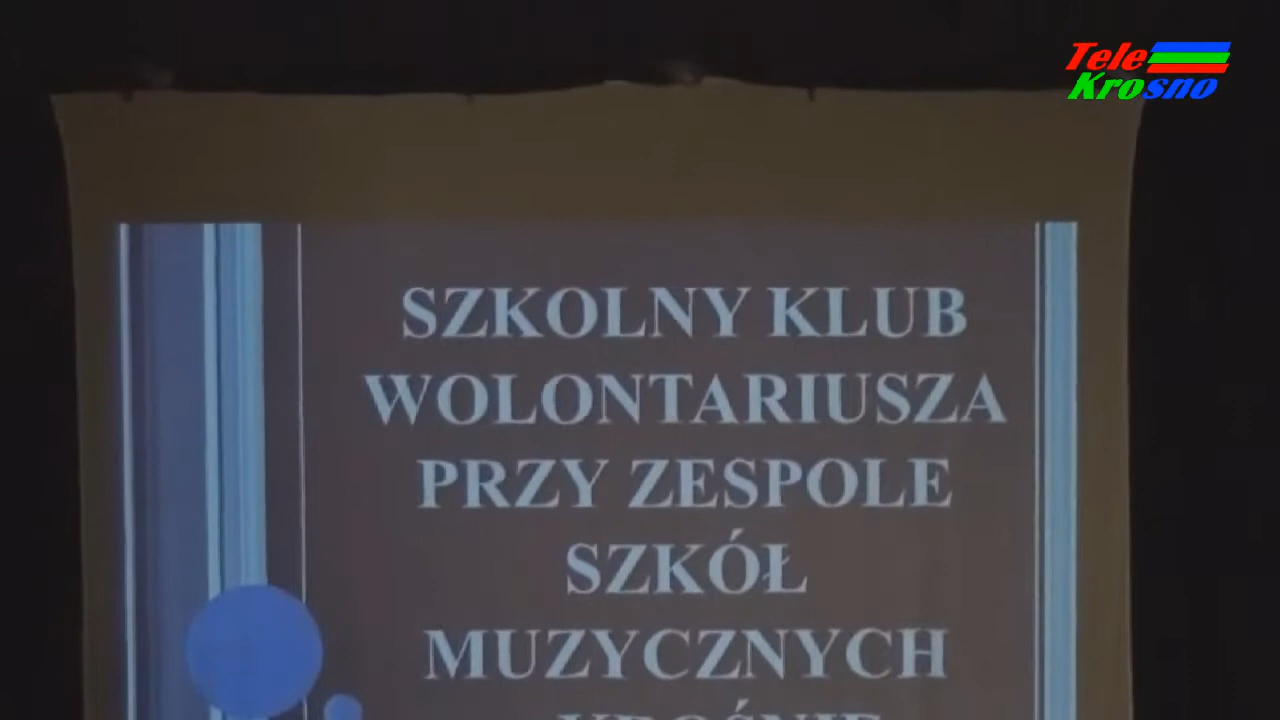 Tele
Krosno
SZKOLNY KLUB
WOLONTARIUSZA
PRZY ZESPOLE
SZKÓŁ
MUZYCZNYCH